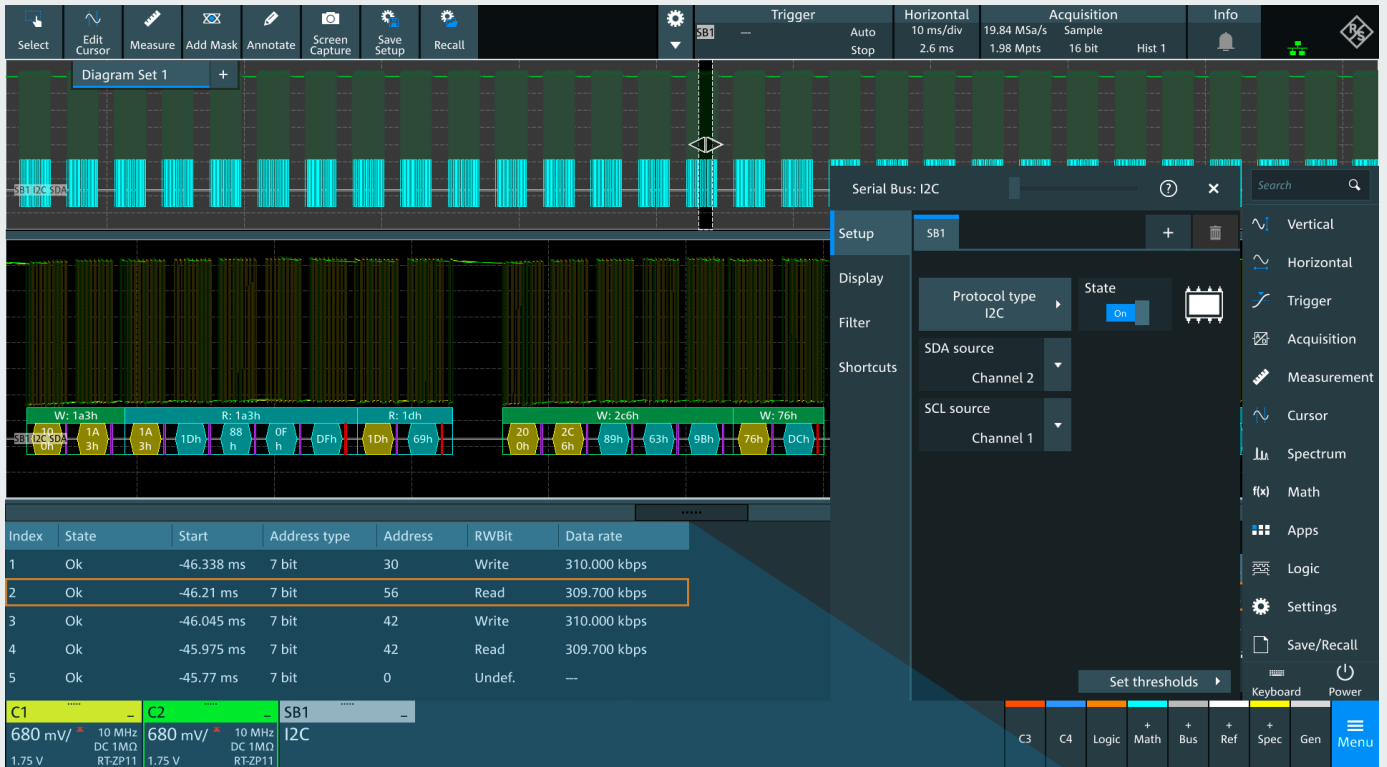 Select
Edit
Cursor
Measure
Add Mask
Annotate
Screen
Capture
Save
Setup
Recall
SB1
Trigger
---
Auto
Stop
Horizontal
10 ms/div
2.6 ms
Acquisition
19.84 MSa/s Sample
1.98 Mpts 16 bit Hist 1
Info
R S
Diagram Set 1 +
SB1 I2C SDA
W: 1a3h R: 1a3h R: 1dh W: 2c6h W: 76h
SB1 I2C SDA
10
0h
1A
3h
1A
3h
1Dh
88
h
0F
h
DFh
1Dh
69h
20
0h
2C
6h
89h
63h
9Bh
76h
DCh
Index State Start Address type Address RWBit Data rate
1 Ok -46.338 ms 7 bit 30 Write 310.000 kbps
2 Ok -46.21 ms 7 bit 56 Read 309.700 kbps
3 Ok -46.045 ms 7 bit 42 Write 310.000 kbps
4 Ok -45.975 ms 7 bit 42 Read 309.700 kbps
5 Ok -45.77 ms 7 bit 0 Undef. ---
Serial Bus: I2C
?
Setup
Display
Filter
Shortcuts
SB1
+
Protocol type
I2C
State
On
SDA source
Channel 2
SCL source
Channel 1
Set thresholds
Search
Vertical
Horizontal
Trigger
Acquisition
Measurement
Cursor
Spectrum
f(x) Math
Apps
Logic
Settings
Save/Recall
Keyboard
Power
C1
680 mV/
10 MHz
DC 1MΩ
1.75 V RT-ZP11
C2
680 mV/
10 MHz
DC 1MΩ
1.75 V RT-ZP11
SB1
I2C
C3
C4
Logic
+
Math
+
Bus
+
Ref
+
Spec
Gen
Menu